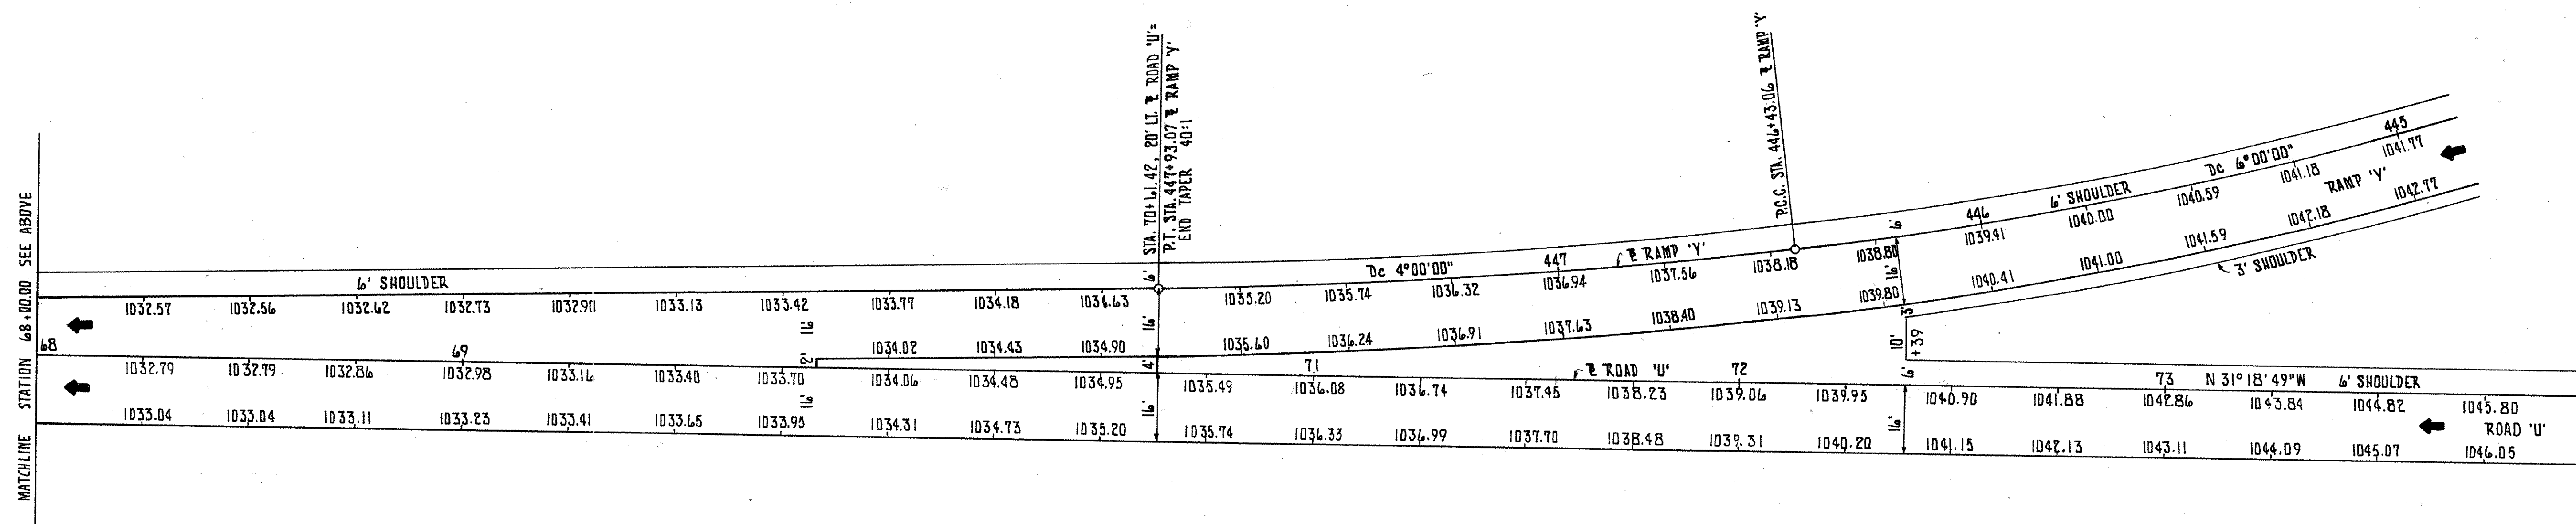 MATCHLINE STATION 68+00.00 SEE ABOVE
STA. 70+61.42, 20' LT. ⅊ ROAD 'U'=
P.T. STA. 447+93.07 ⅊ RAMP 'Y'
END TAPER 40:1
P.C.C. STA. 446+43.06 ⅊ RAMP 'Y'
445
Dc 6°00'00"
1041.77
1041.18
RAMP 'Y'
6' SHOULDER
1040.59
1042.77
446
1040.00
1042.18
6'
1039.41
1041.59
3' SHOULDER
⅊ RAMP 'Y'
447
Dc 4°00'00"
1038.80
1038.18
1037.56
1036.94
1036.32
1035.74
1035.20
16'
1041.00
1040.41
6'
6' SHOULDER
1032.57 1032.56 1032.62 1032.73 1032.90 1033.13 1033.42 1033.77 1034.18 1034.63
16'
16'
3'
1039.80
1039.13
1038.40
1037.63
1036.91
1036.24
1035.60
1034.02 1034.43 1034.90
10'
+39
68
69
2'
4'
71
⅊ ROAD 'U'
72
6'
73
N 31°18'49"W
6' SHOULDER
1032.79 1032.79 1032.86 1032.98 1033.16 1033.40 1033.70 1034.06 1034.48 1034.95 1035.49 1036.08 1036.74 1037.45 1038.23 1039.06 1039.95 1040.90 1041.88 1042.86 1043.84 1044.82 1045.80
16'
16'
16'
ROAD 'U'
1033.04 1033.04 1033.11 1033.23 1033.41 1033.65 1033.95 1034.31 1034.73 1035.20 1035.74 1036.33 1036.99 1037.70 1038.48 1039.31 1040.20 1041.15 1042.13 1043.11 1044.09 1045.07 1046.05